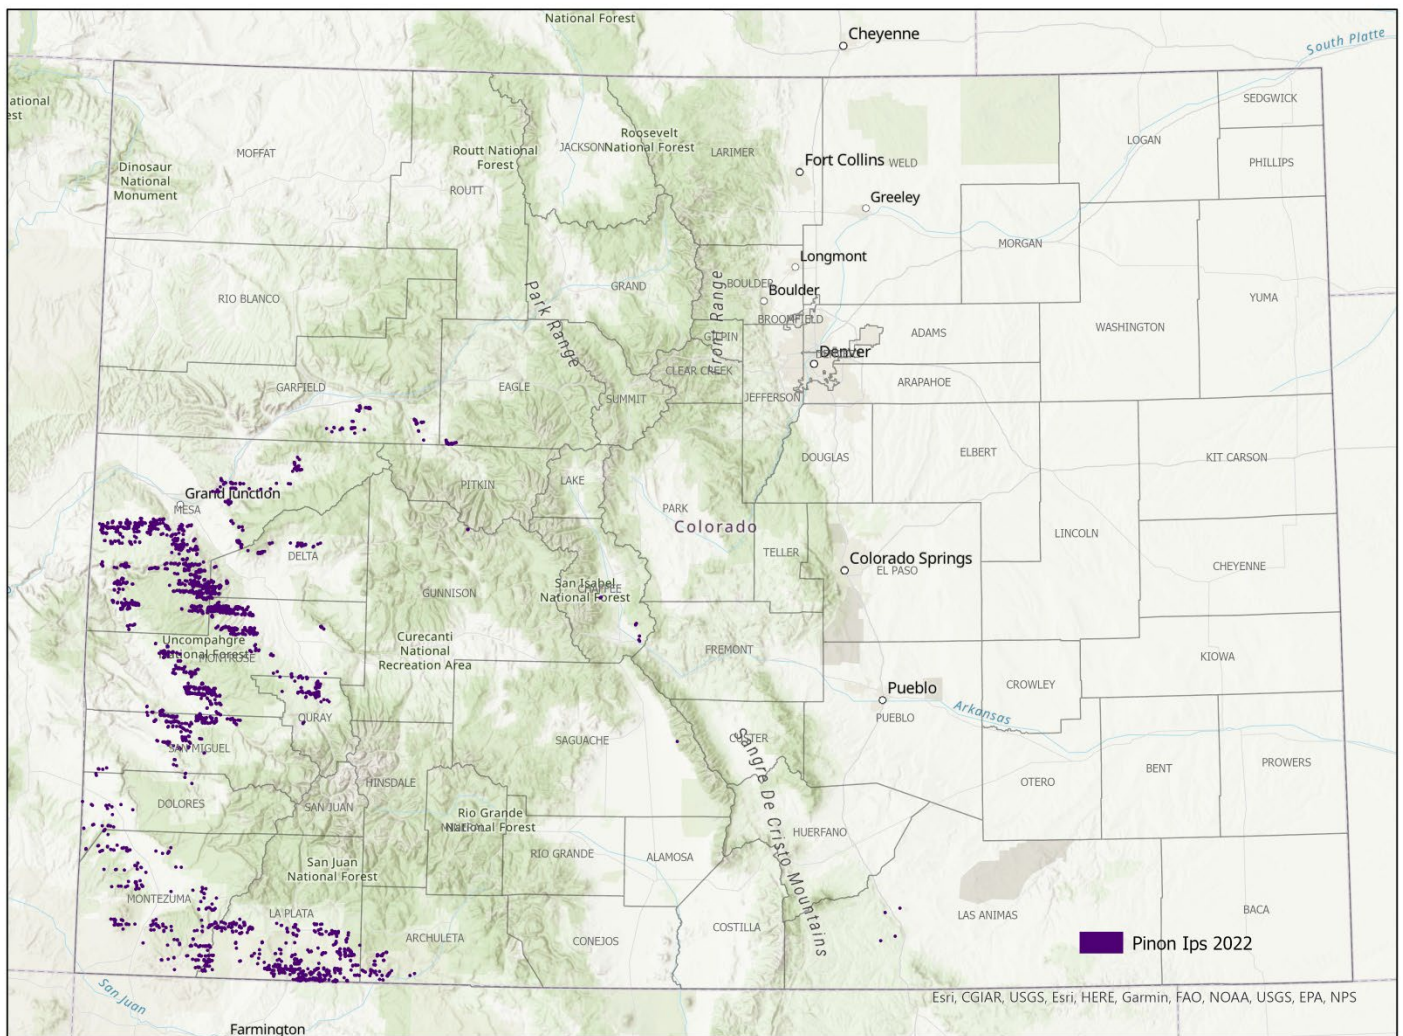 National Forest
Cheyenne
South Platte
ational
est
SEDGWICK
LOGAN
Roosevelt
National Forest
JACKSON
LARIMER
Routt National
Forest
MOFFAT
Fort Collins
WELD
PHILLIPS
Dinosaur
National
Monument
ROUTT
Greeley
MORGAN
Longmont
BOULDER
Boulder
GRAND
RIO BLANCO
Park Range
Front Range
YUMA
BROOMFIELD
WASHINGTON
ADAMS
GILPIN
Denver
CLEAR CREEK
ARAPAHOE
GARFIELD
EAGLE
SUMMIT
JEFFERSON
DOUGLAS
ELBERT
KIT CARSON
Grand Junction
MESA
PITKIN
LAKE
PARK
Colorado
LINCOLN
DELTA
TELLER
Colorado Springs
EL PASO
CHEYENNE
GUNNISON
San Isabel
National Forest
CHAFFEE
Uncompahgre
National Forest
MONTROSE
Curecanti
National
Recreation Area
FREMONT
KIOWA
Pueblo
CROWLEY
PUEBLO
Arkansas
OURAY
SAGUACHE
CUSTER
SAN MIGUEL
Sangre De Cristo Mountains
HINSDALE
OTERO
BENT
PROWERS
DOLORES
SAN JUAN
Rio Grande
National Forest
MINERAL
HUERFANO
RIO GRANDE
ALAMOSA
San Juan
National Forest
MONTEZUMA
LA PLATA
LAS ANIMAS
BACA
ARCHULETA
CONEJOS
COSTILLA
Pinon Ips 2022
San Juan
Esri, CGIAR, USGS, Esri, HERE, Garmin, FAO, NOAA, USGS, EPA, NPS
Farmington